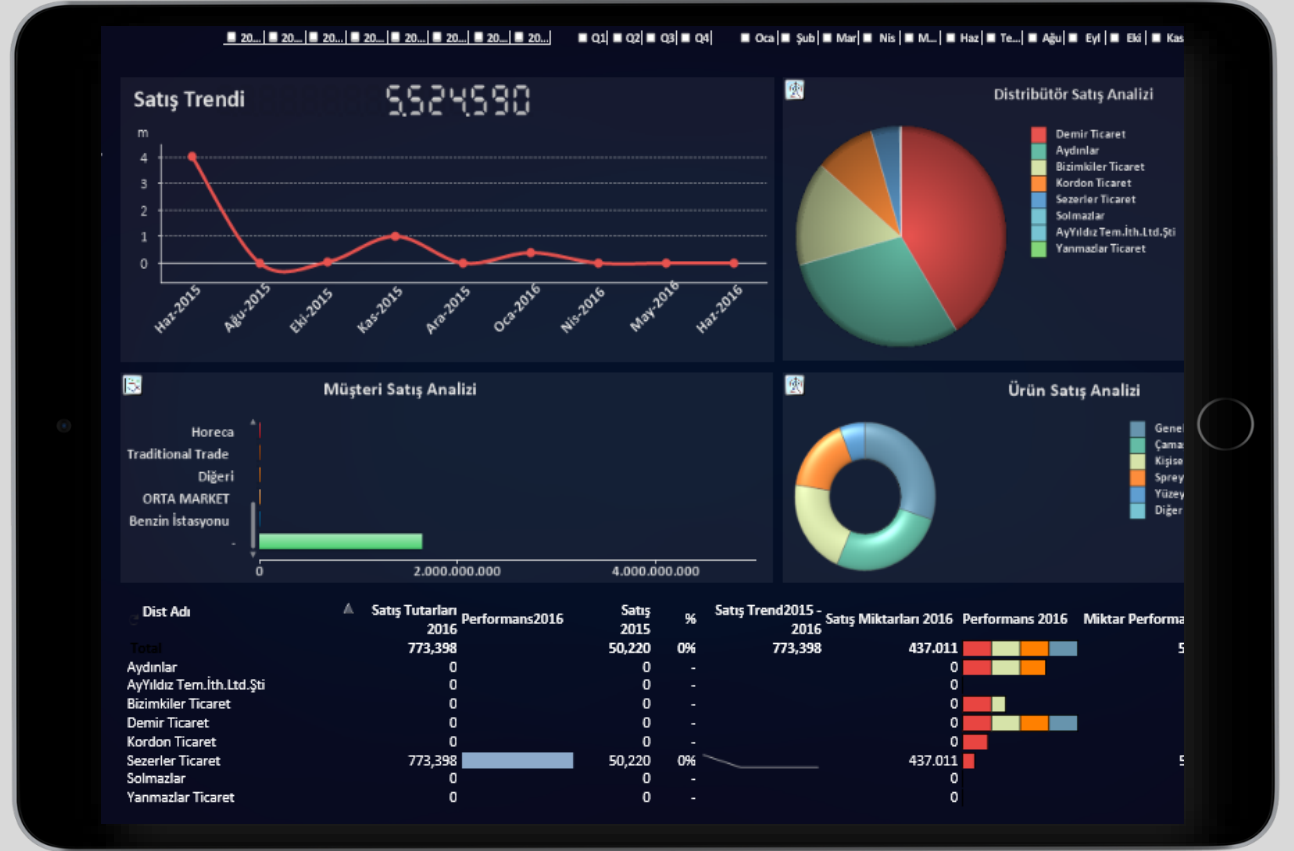 20... 20... 20... 20... 20... 20... 20... 20... Q1 Q2 Q3 Q4 Oca Şub Mar Nis M... Haz Te... Ağu Eyl Eki Kas
Satış Trendi 5,524,590
m
4
3
2
1
0
Haz-2015 Ağu-2015 Eki-2015 Kas-2015 Ara-2015 Oca-2016 Nis-2016 May-2016 Haz-2016
Distribütör Satış Analizi
Demir Ticaret
Aydınlar
Bizimkiler Ticaret
Kordon Ticaret
Sezerler Ticaret
Solmazlar
AyYıldız Tem.İth.Ltd.Şti
Yanmazlar Ticaret
Müşteri Satış Analizi
Horeca
Traditional Trade
Diğeri
ORTA MARKET
Benzin İstasyonu
-
0 2.000.000.000 4.000.000.000
Ürün Satış Analizi
Genel
Çama
Kişise
Sprey
Yüzey
Diğer
Dist Adı Satış Tutarları 2016 Performans2016 Satış 2015 % Satış Trend2015 - 2016 Satış Miktarları 2016 Performans 2016 Miktar Performa
Total 773,398 50,220 0% 773,398 437.011 5
Aydınlar 0 0 - 0
AyYıldız Tem.İth.Ltd.Şti 0 0 - 0
Bizimkiler Ticaret 0 0 - 0
Demir Ticaret 0 0 - 0
Kordon Ticaret 0 0 - 0
Sezerler Ticaret 773,398 50,220 0% 437.011 5
Solmazlar 0 0 - 0
Yanmazlar Ticaret 0 0 - 0